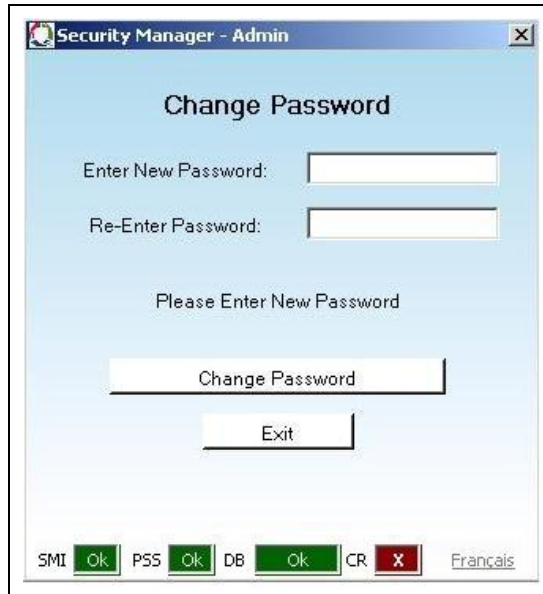 Security Manager - Admin
Change Password
Enter New Password:
Re-Enter Password:
Please Enter New Password
Change Password
Exit
SMI Ok PSS Ok DB Ok CR X Français